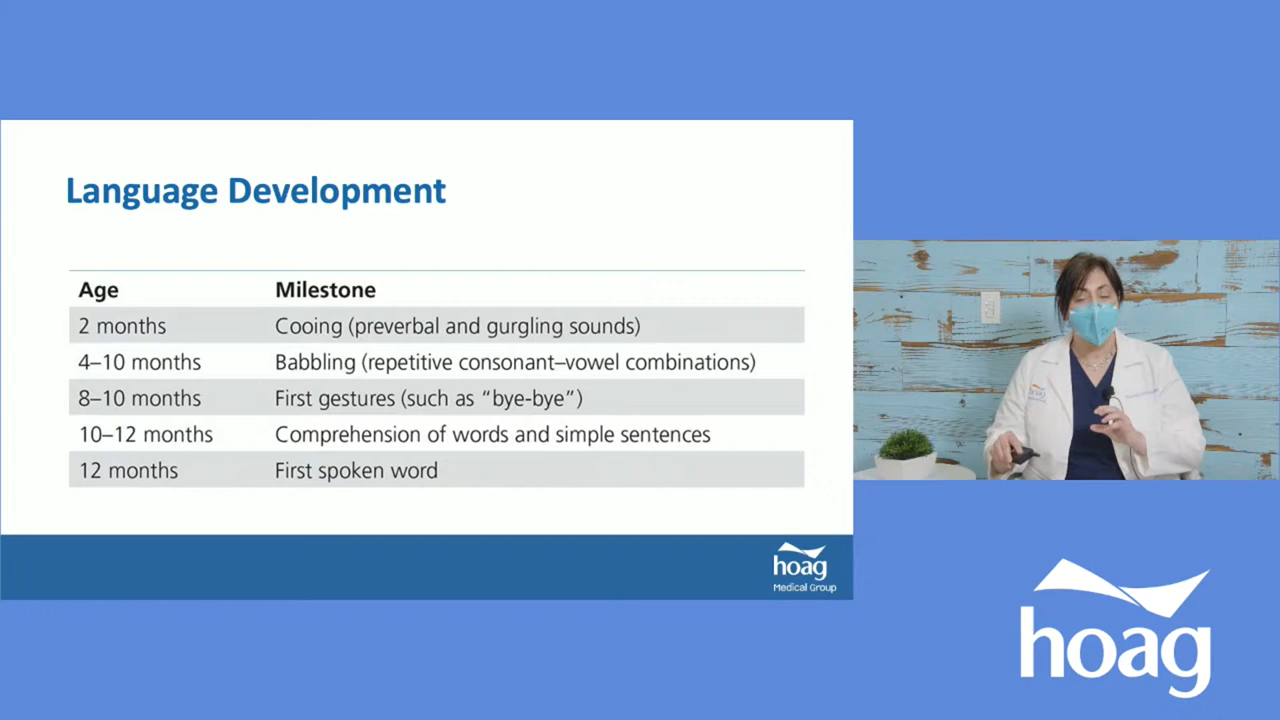 Language Development
Age Milestone
2 months Cooing (preverbal and gurgling sounds)
4–10 months Babbling (repetitive consonant–vowel combinations)
8–10 months First gestures (such as “bye-bye”)
10–12 months Comprehension of words and simple sentences
12 months First spoken word
hoag
Medical Group
hoag
hoag